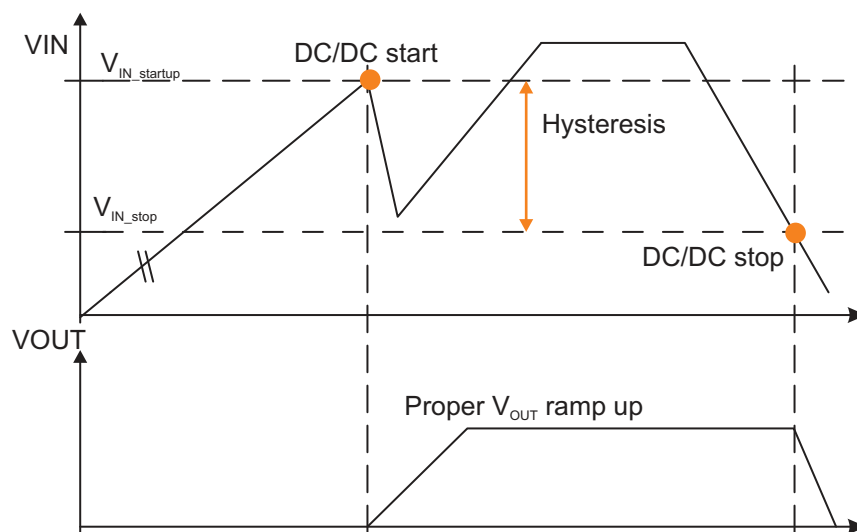 VIN
DC/DC start
V_IN_startup
Hysteresis
V_IN_stop
DC/DC stop
VOUT
Proper V_OUT ramp up